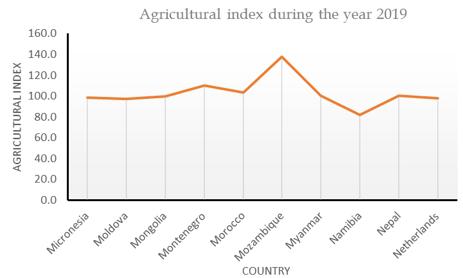 Agricultural index during the year 2019
AGRICULTURAL INDEX
160.0
140.0
120.0
100.0
80.0
60.0
40.0
20.0
0.0
Micronesia
Moldova
Mongolia
Montenegro
Morocco
Mozambique
Myanmar
Namibia
Nepal
Netherlands
COUNTRY